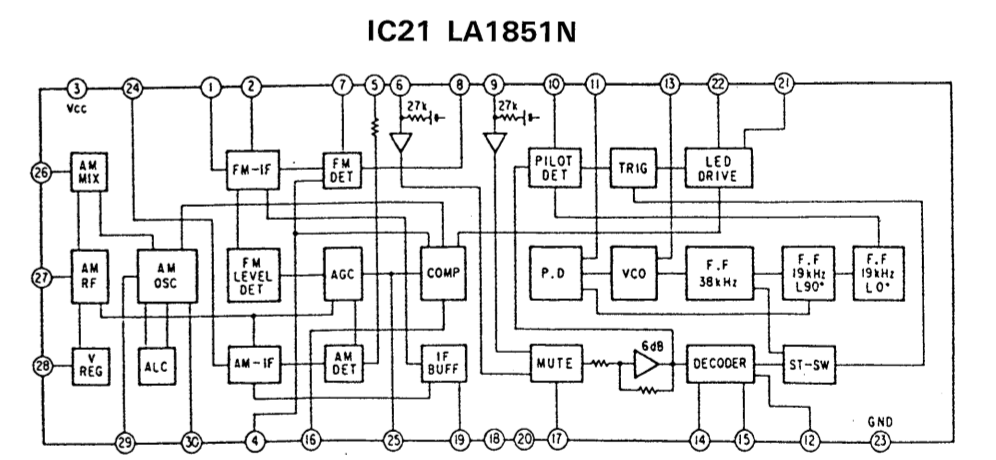 IC21 LA1851N
3 24 1 2 7 5 6 8 9 10 11 13 22 21
Vcc
27k
27k
26
AM
MIX
FM-IF
FM
DET
PILOT
DET
TRIG
LED
DRIVE
27
AM
RF
AM
OSC
FM
LEVEL
DET
AGC
COMP
P.D
VCO
F.F
38kHz
F.F
19kHz
L90°
F.F
19kHz
L0°
28
V
REG
ALC
AM-IF
AM
DET
IF
BUFF
MUTE
6dB
DECODER
ST-SW
GND
29 30 4 16 25 19 18 20 17 14 15 12 23